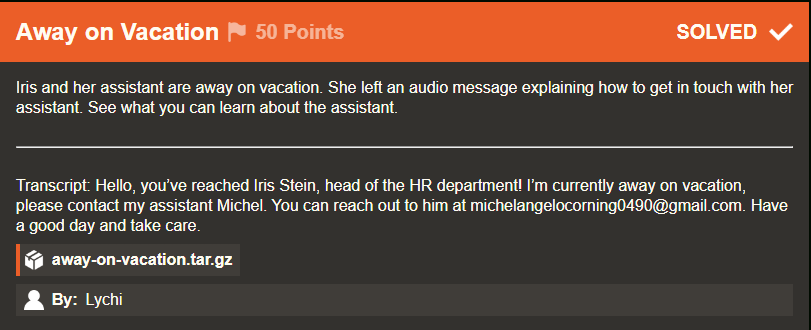 Away on Vacation 50 Points SOLVED
Iris and her assistant are away on vacation. She left an audio message explaining how to get in touch with her
assistant. See what you can learn about the assistant.
Transcript: Hello, you've reached Iris Stein, head of the HR department! I'm currently away on vacation,
please contact my assistant Michel. You can reach out to him at michelangelocorning0490@gmail.com. Have
a good day and take care.
away-on-vacation.tar.gz
By: Lychi